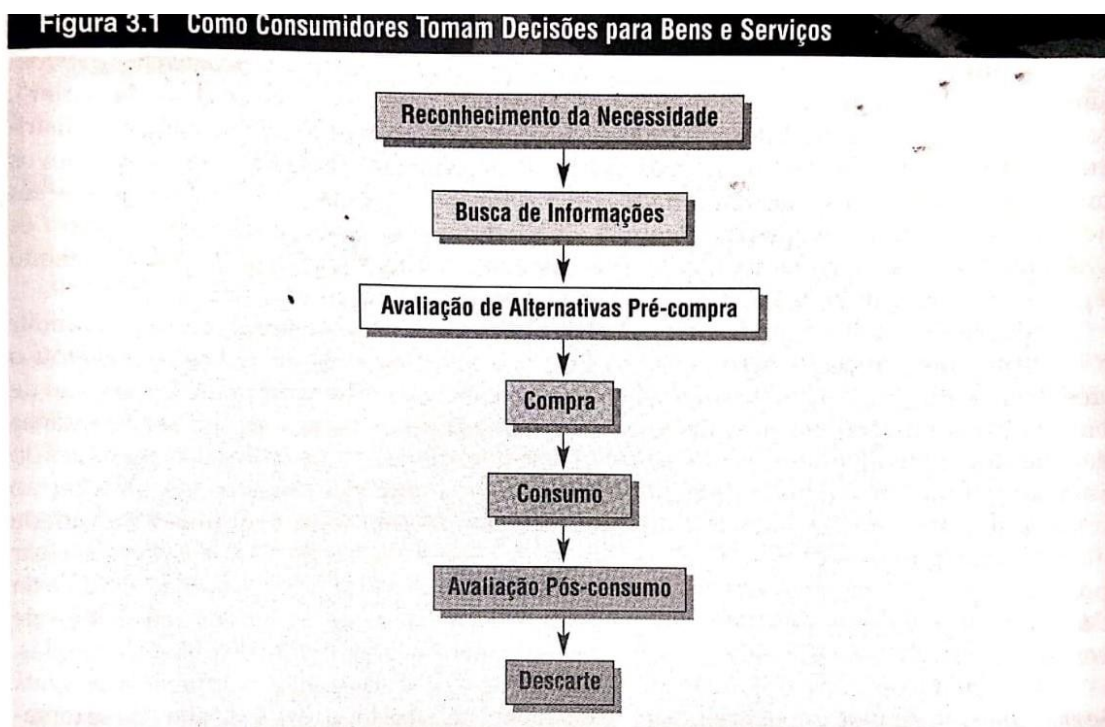 Figura 3.1 Como Consumidores Tomam Decisões para Bens e Serviços
Reconhecimento da Necessidade
Busca de Informações
Avaliação de Alternativas Pré-compra
Compra
Consumo
Avaliação Pós-consumo
Descarte